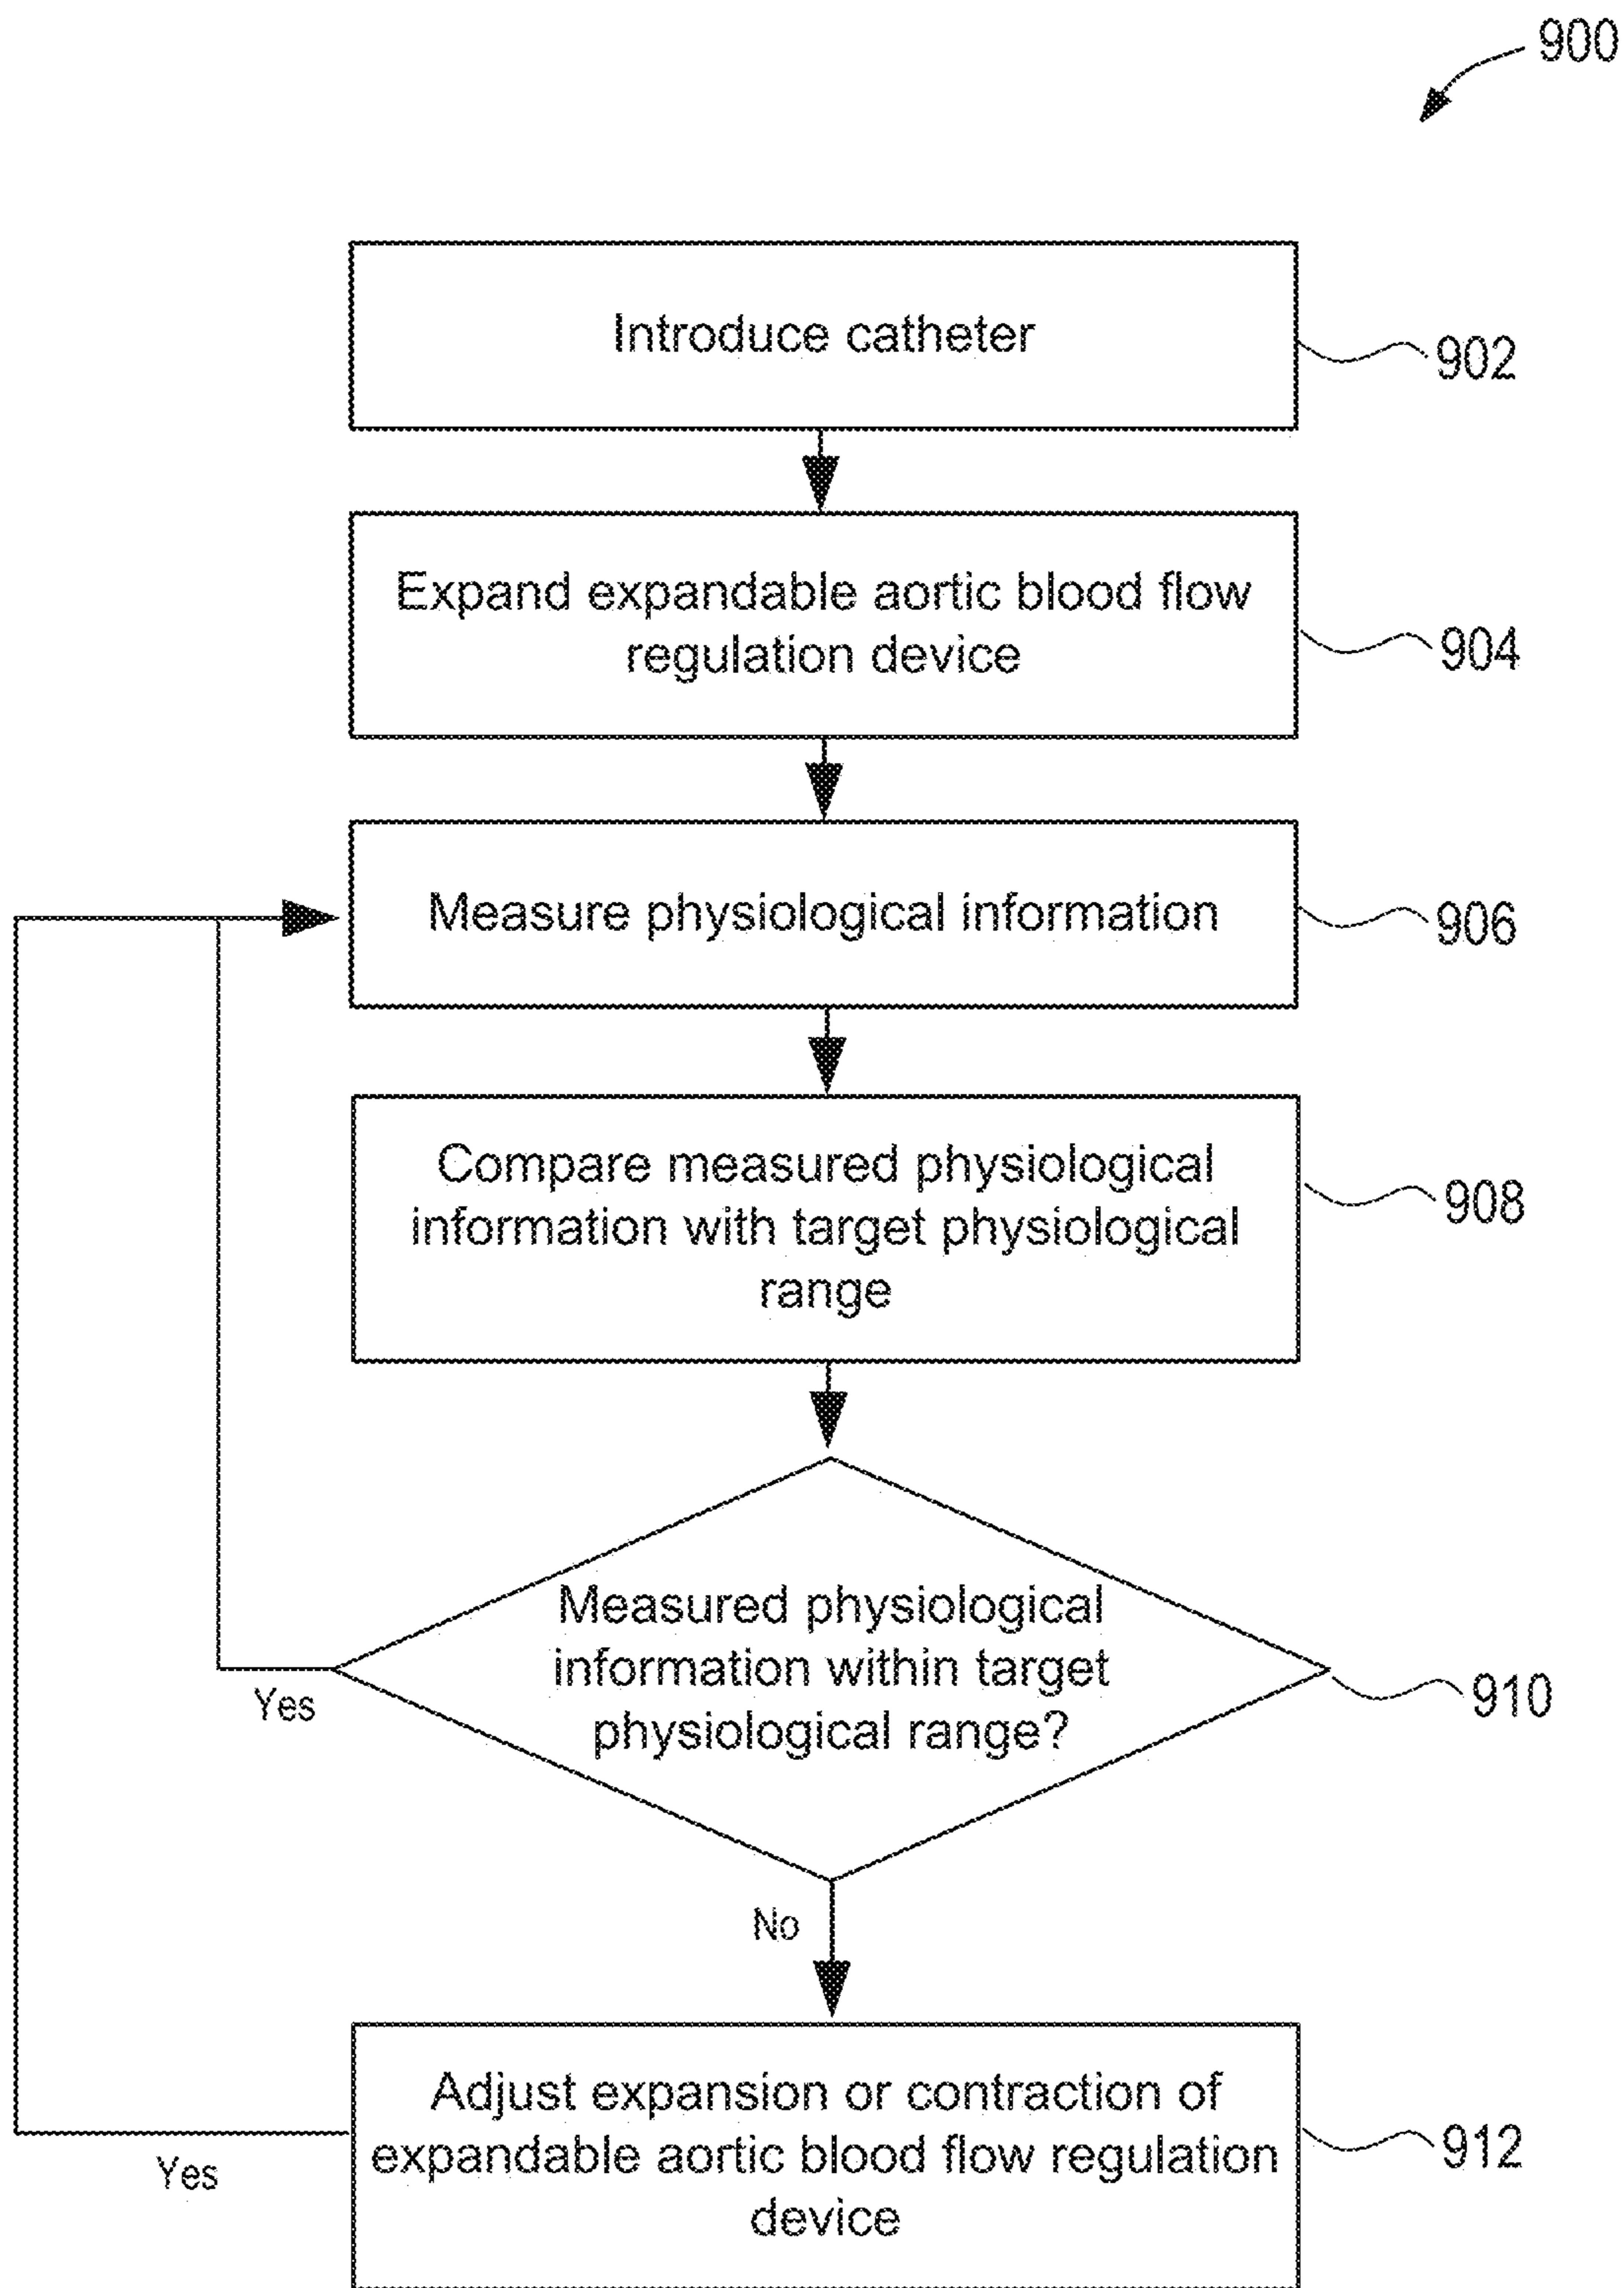 900
Introduce catheter
902
Expand expandable aortic blood flow
regulation device
904
Measure physiological information
906
Compare measured physiological
information with target physiological
range
908
Measured physiological
information within target
physiological range?
910
Yes
No
Adjust expansion or contraction of
expandable aortic blood flow regulation
device
912
Yes